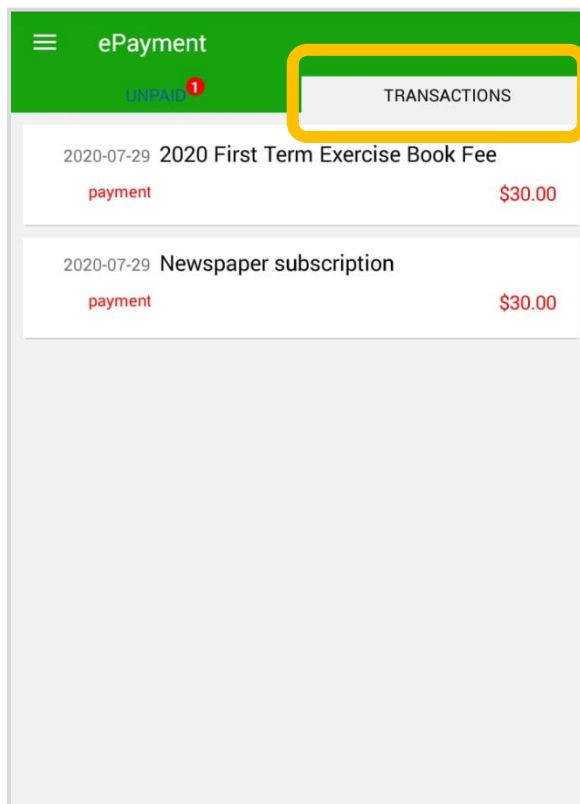 ePayment
UNPAID 1
TRANSACTIONS
2020-07-29 2020 First Term Exercise Book Fee
payment $30.00
2020-07-29 Newspaper subscription
payment $30.00